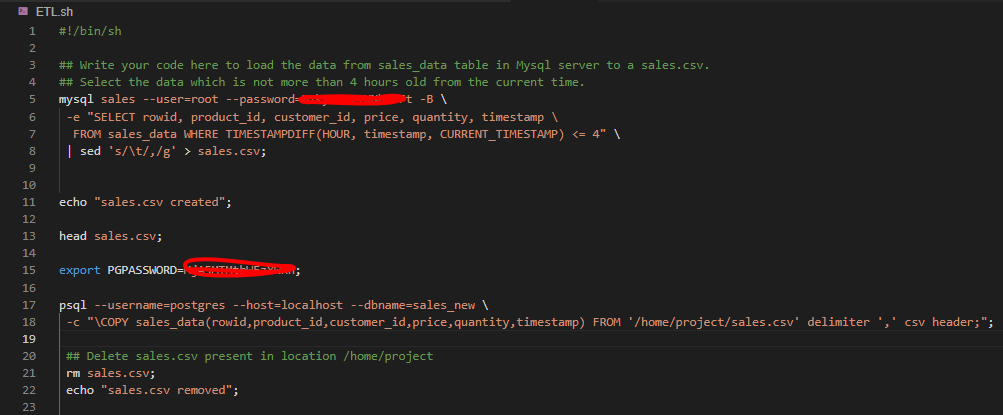 ETL.sh
1 #!/bin/sh
2
3 ## Write your code here to load the data from sales_data table in Mysql server to a sales.csv.
4 ## Select the data which is not more than 4 hours old from the current time.
5 mysql sales --user=root --password= t -B \
6 -e "SELECT rowid, product_id, customer_id, price, quantity, timestamp \
7 FROM sales_data WHERE TIMESTAMPDIFF(HOUR, timestamp, CURRENT_TIMESTAMP) <= 4" \
8 | sed 's/\t/,/g' > sales.csv;
9
10
11 echo "sales.csv created";
12
13 head sales.csv;
14
15 export PGPASSWORD= ;
16
17 psql --username=postgres --host=localhost --dbname=sales_new \
18 -c "\COPY sales_data(rowid,product_id,customer_id,price,quantity,timestamp) FROM '/home/project/sales.csv' delimiter ',' csv header;";
19
20 ## Delete sales.csv present in location /home/project
21 rm sales.csv;
22 echo "sales.csv removed";
23